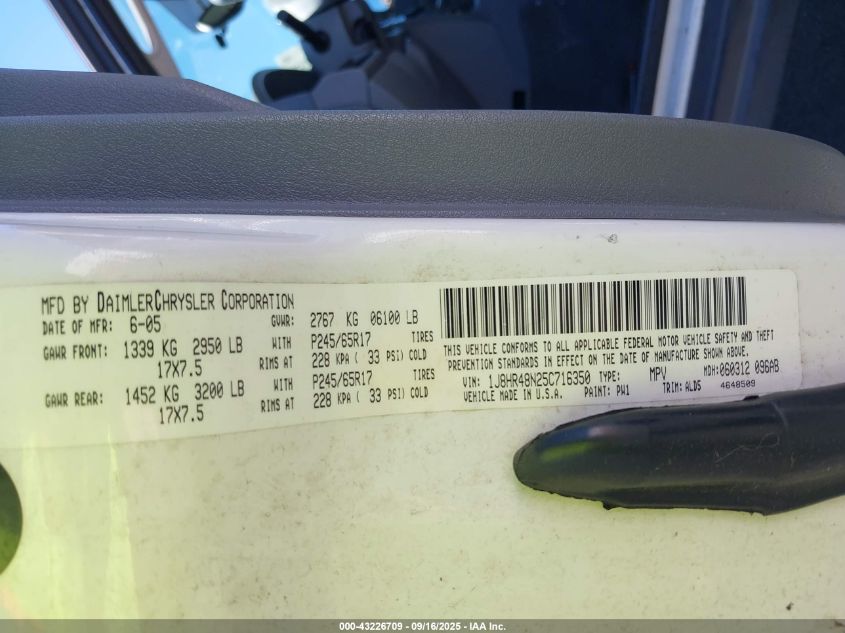 MFD BY DAIMLERCHRYSLER CORPORATION
DATE OF MFR: 6-05 GVWR: 2767 KG 06100 LB
GAWR FRONT: 1339 KG 2950 LB WITH P245/65R17 TIRES
17X7.5 RIMS AT 228 KPA ( 33 PSI) COLD
GAWR REAR: 1452 KG 3200 LB WITH P245/65R17 TIRES
17X7.5 RIMS AT 228 KPA ( 33 PSI) COLD
THIS VEHICLE CONFORMS TO ALL APPLICABLE FEDERAL MOTOR VEHICLE SAFETY AND THEFT
PREVENTION STANDARDS IN EFFECT ON THE DATE OF MANUFACTURE SHOWN ABOVE.
VIN: 1J8HR48N25C716350 TYPE: MPV MDH:060312 096AB
VEHICLE MADE IN U.S.A. PAINT: PW1 TRIM: ALD5 4648509
000-43226709 - 09/16/2025 - IAA Inc.